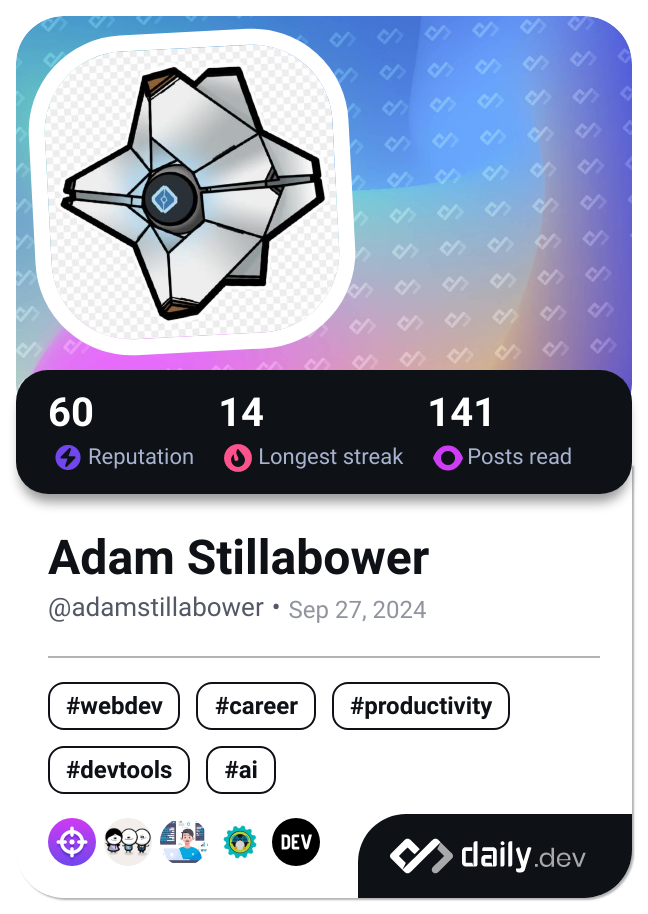 60 14 141
Reputation Longest streak Posts read
Adam Stillabower
@adamstillabower • Sep 27, 2024
#webdev #career #productivity
#devtools #ai
DEV
daily.dev